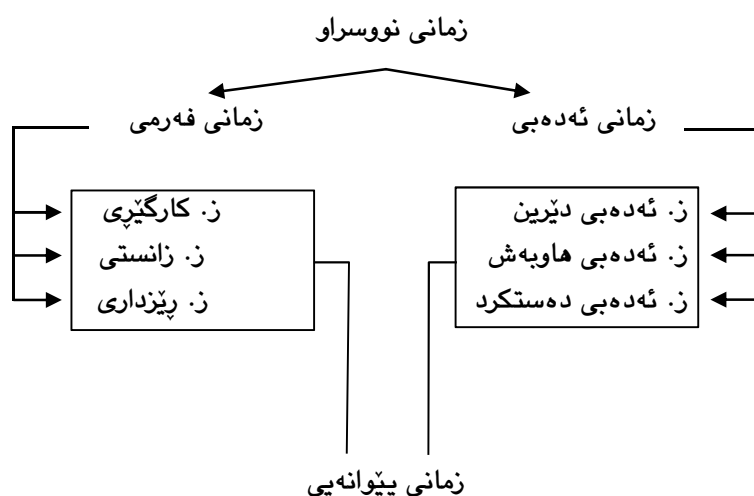 زمانی نووسراو
زمانی ئەدەبی
زمانی فەرمی
ز. ئەدەبی دێرین
ز. ئەدەبی هاوبەش
ز. ئەدەبی دەستکرد
ز. کارگێڕی
ز. زانستی
ز. ڕێزداری
زمانی پێوانەیی